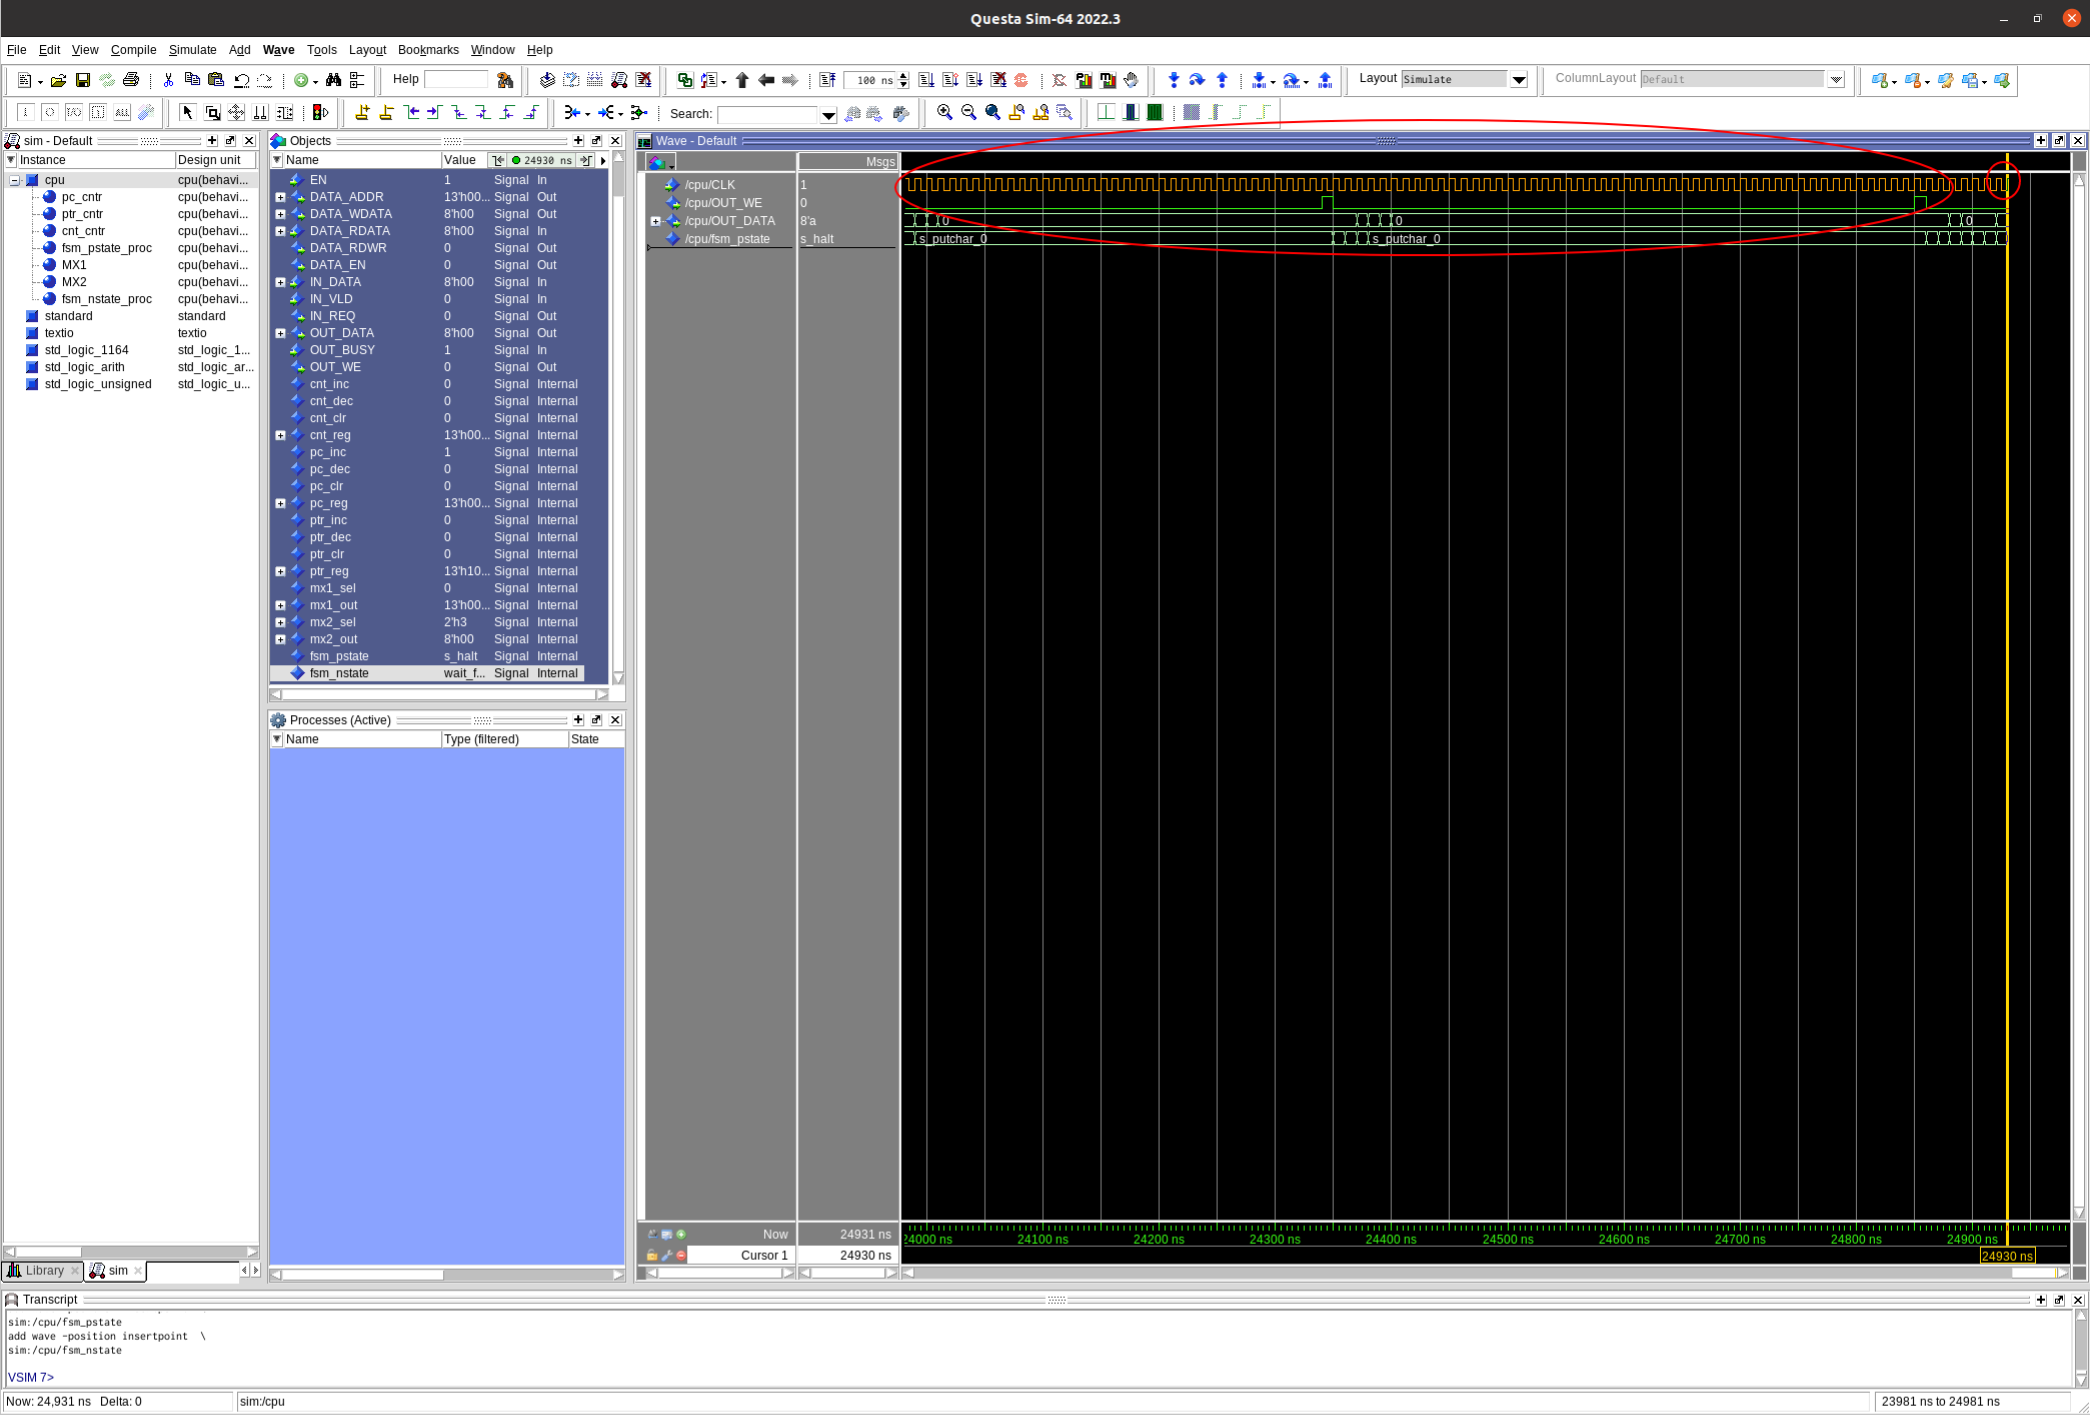 Questa Sim-64 2022.3
File Edit View Compile Simulate Add Wave Tools Layout Bookmarks Window Help
Help 100 ns Layout Simulate ColumnLayout Default
Search:
sim - Default
Instance Design unit
cpu cpu(behavi...
pc_cntr cpu(behavi...
ptr_cntr cpu(behavi...
cnt_cntr cpu(behavi...
fsm_pstate_proc cpu(behavi...
MX1 cpu(behavi...
MX2 cpu(behavi...
fsm_nstate_proc cpu(behavi...
standard standard
textio textio
std_logic_1164 std_logic_1...
std_logic_arith std_logic_ar...
std_logic_unsigned std_logic_u...
Library sim
Objects
Name Value 24930 ns
EN 1 Signal In
DATA_ADDR 13'h00... Signal Out
DATA_WDATA 8'h00 Signal Out
DATA_RDATA 8'h00 Signal In
DATA_RDWR 0 Signal Out
DATA_EN 0 Signal Out
IN_DATA 8'h00 Signal In
IN_VLD 0 Signal In
IN_REQ 0 Signal Out
OUT_DATA 8'h00 Signal Out
OUT_BUSY 1 Signal In
OUT_WE 0 Signal Out
cnt_inc 0 Signal Internal
cnt_dec 0 Signal Internal
cnt_clr 0 Signal Internal
cnt_reg 13'h00... Signal Internal
pc_inc 1 Signal Internal
pc_dec 0 Signal Internal
pc_clr 0 Signal Internal
pc_reg 13'h00... Signal Internal
ptr_inc 0 Signal Internal
ptr_dec 0 Signal Internal
ptr_clr 0 Signal Internal
ptr_reg 13'h10... Signal Internal
mx1_sel 0 Signal Internal
mx1_out 13'h00... Signal Internal
mx2_sel 2'h3 Signal Internal
mx2_out 8'h00 Signal Internal
fsm_pstate s_halt Signal Internal
fsm_nstate wait_f... Signal Internal
Processes (Active)
Name Type (filtered) State
Wave - Default
Msgs
/cpu/CLK 1
/cpu/OUT_WE 0
/cpu/OUT_DATA 8'a 0 0 0
/cpu/fsm_pstate s_halt s_putchar_0 s_putchar_0
Now 24931 ns 24000 ns 24100 ns 24200 ns 24300 ns 24400 ns 24500 ns 24600 ns 24700 ns 24800 ns 24900 ns
Cursor 1 24930 ns 24930 ns
Transcript
sim:/cpu/fsm_pstate
add wave -position insertpoint \
sim:/cpu/fsm_nstate
VSIM 7>
Now: 24,931 ns Delta: 0 sim:/cpu 23981 ns to 24981 ns